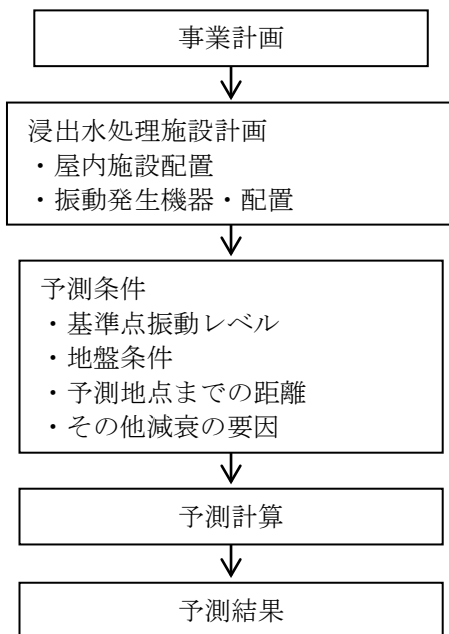 事業計画
浸出水処理施設計画
・屋内施設配置
・振動発生機器・配置
予測条件
・基準点振動レベル
・地盤条件
・予測地点までの距離
・その他減衰の要因
予測計算
予測結果